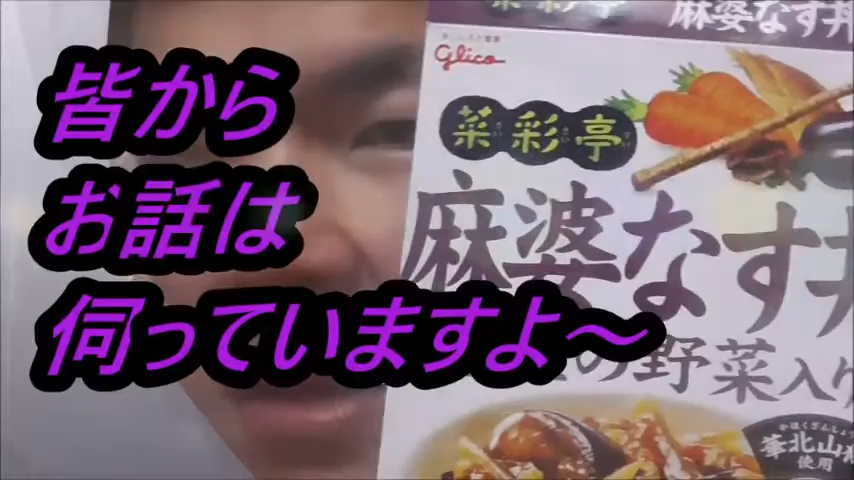 麻婆なす丼
Glico
菜彩亭
麻婆なす丼
の野菜入り
華北山椒
使用
皆から
お話は
伺っていますよ～